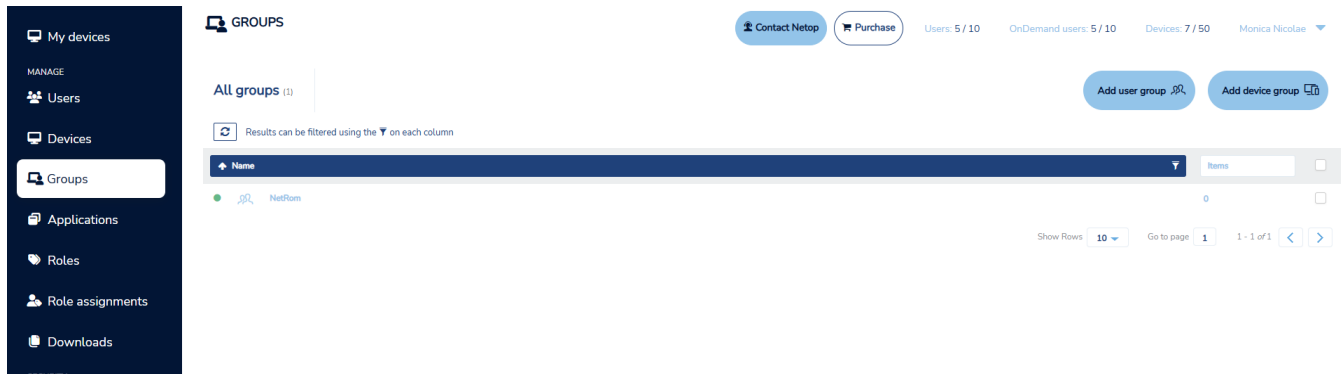 My devices
MANAGE
Users
Devices
Groups
Applications
Roles
Role assignments
Downloads
GROUPS
Contact Netop
Purchase
Users: 5 / 10
OnDemand users: 5 / 10
Devices: 7 / 50
Monica Nicolae
All groups (1)
Add user group
Add device group
Results can be filtered using the on each column
Name
Items
NetRom
0
Show Rows 10
Go to page 1
1 - 1 of 1